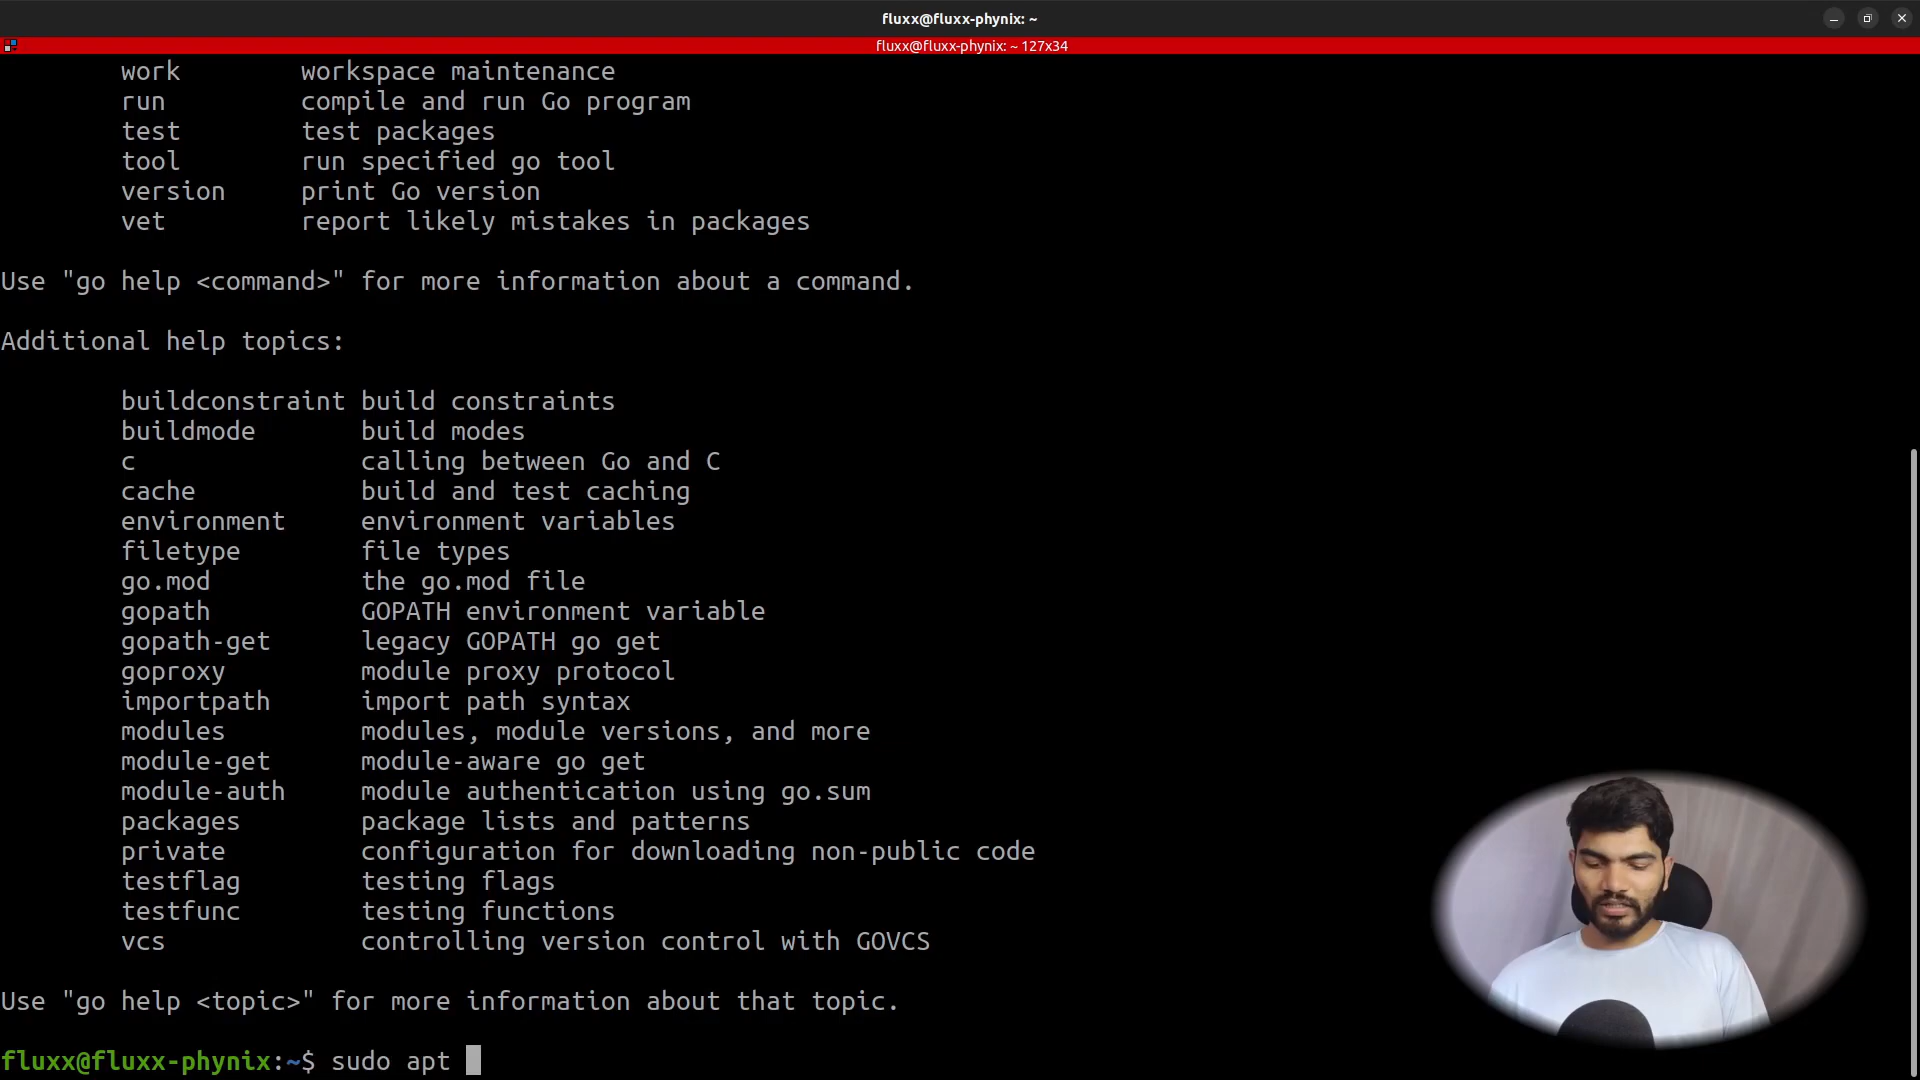 fluxx@fluxx-phynix: ~
fluxx@fluxx-phynix: ~ 127x34
work        workspace maintenance
run         compile and run Go program
test        test packages
tool        run specified go tool
version     print Go version
vet         report likely mistakes in packages
Use "go help <command>" for more information about a command.
Additional help topics:
buildconstraint build constraints
buildmode       build modes
c               calling between Go and C
cache           build and test caching
environment     environment variables
filetype        file types
go.mod          the go.mod file
gopath          GOPATH environment variable
gopath-get      legacy GOPATH go get
goproxy         module proxy protocol
importpath      import path syntax
modules         modules, module versions, and more
module-get      module-aware go get
module-auth     module authentication using go.sum
packages        package lists and patterns
private         configuration for downloading non-public code
testflag        testing flags
testfunc        testing functions
vcs             controlling version control with GOVCS
Use "go help <topic>" for more information about that topic.
fluxx@fluxx-phynix:~$ sudo apt